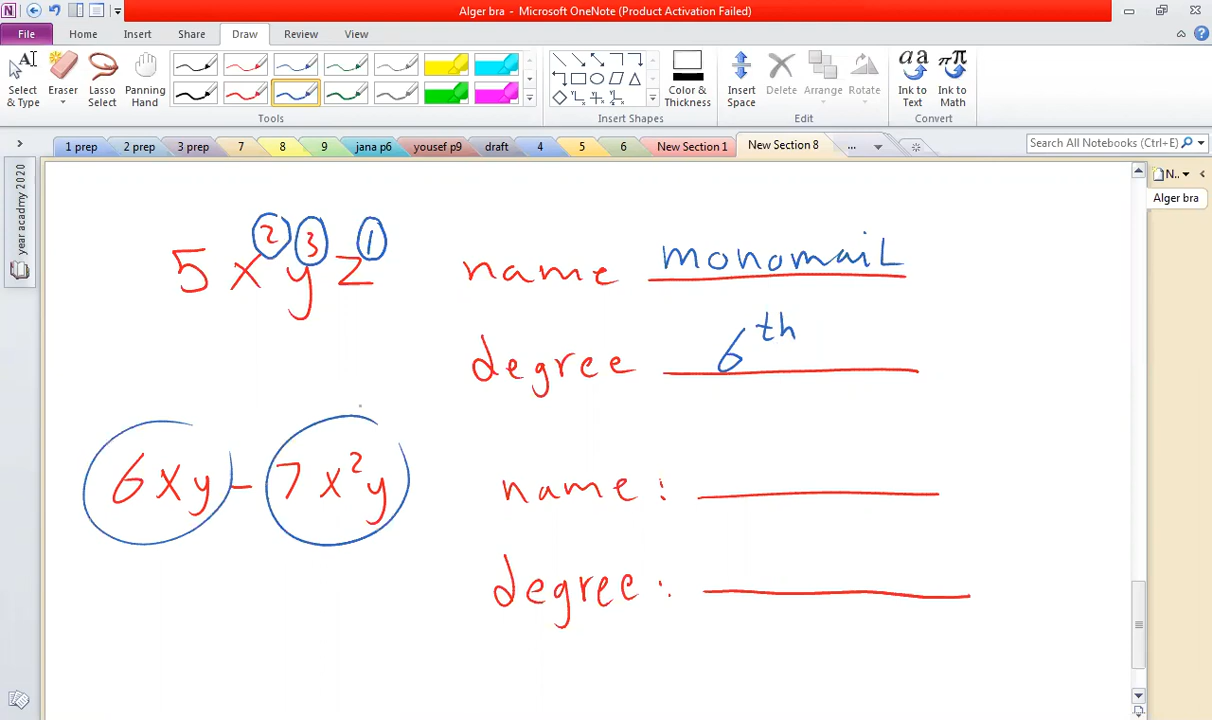 Alger bra - Microsoft OneNote (Product Activation Failed)
File Home Insert Share Draw Review View
Select & Type Eraser Lasso Select Panning Hand Color & Thickness Insert Space Delete Arrange Rotate Ink to Text Ink to Math
Tools Insert Shapes Edit Convert
1 prep 2 prep 3 prep 7 8 9 jana p6 yousef p9 draft 4 5 6 New Section 1 New Section 8 ... Search All Notebooks (Ctrl+E)
N..
Alger bra
year acadmy 2020
5 x² y³ z¹ name monomail
degree 6th
6xy - 7x²y name:
degree: